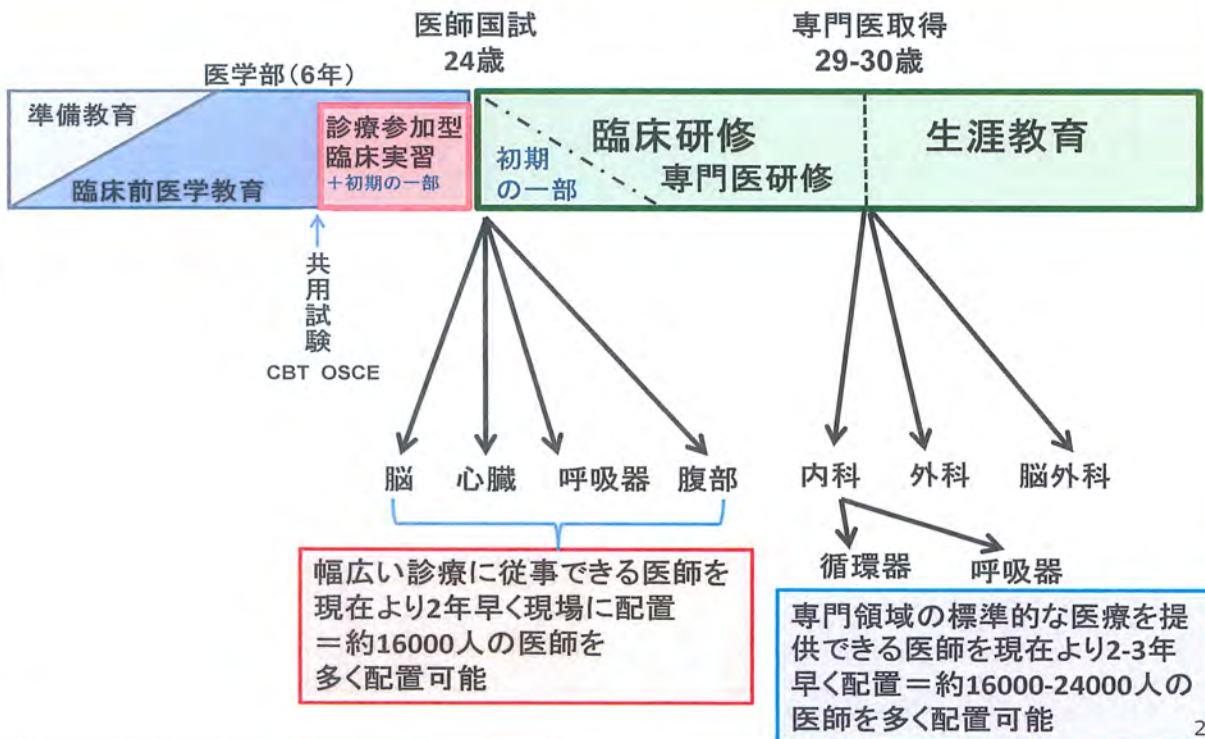 医師国試
24歳
専門医取得
29-30歳
医学部(6年)
準備教育
臨床前医学教育
診療参加型
臨床実習
+初期の一部
初期
の一部
臨床研修
専門医研修
生涯教育
共用試験
CBT OSCE
脳 心臓 呼吸器 腹部
内科 外科 脳外科
循環器 呼吸器
幅広い診療に従事できる医師を
現在より2年早く現場に配置
=約16000人の医師を
多く配置可能
専門領域の標準的な医療を提
供できる医師を現在より2-3年
早く配置=約16000-24000人の
医師を多く配置可能
2